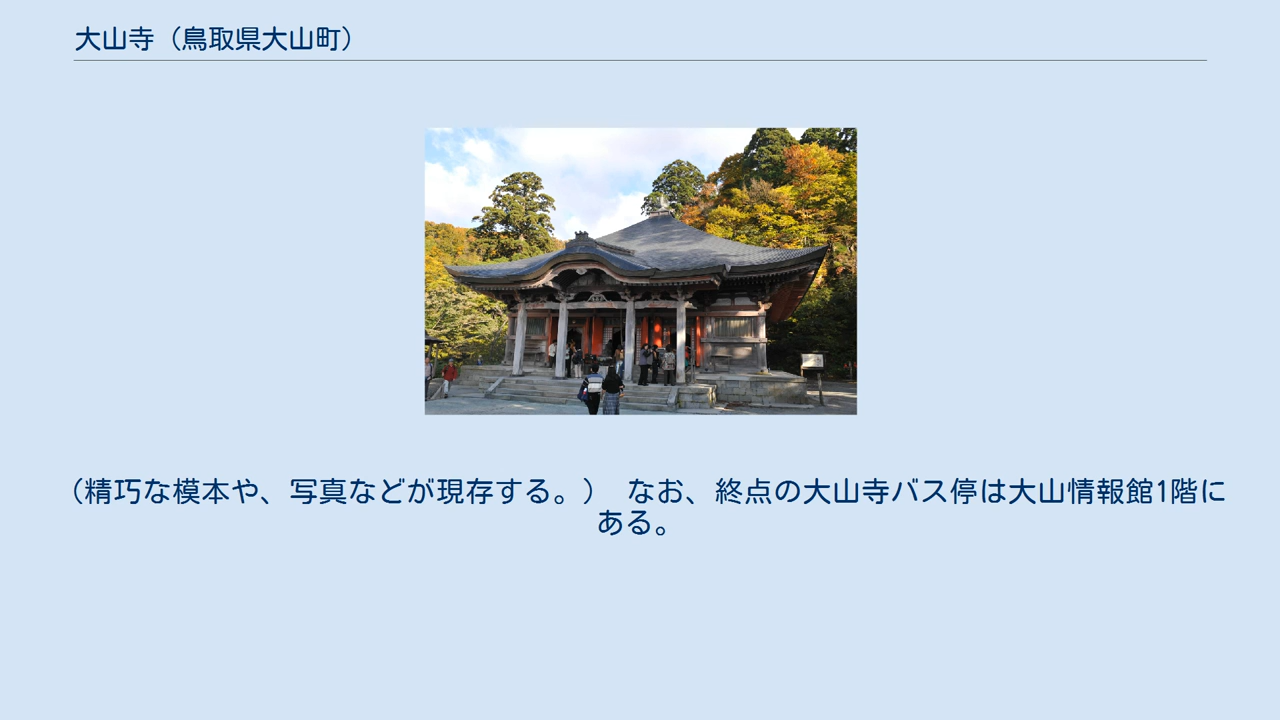 大山寺（鳥取県大山町）
（精巧な模本や、写真などが現存する。）　なお、終点の大山寺バス停は大山情報館1階に
ある。